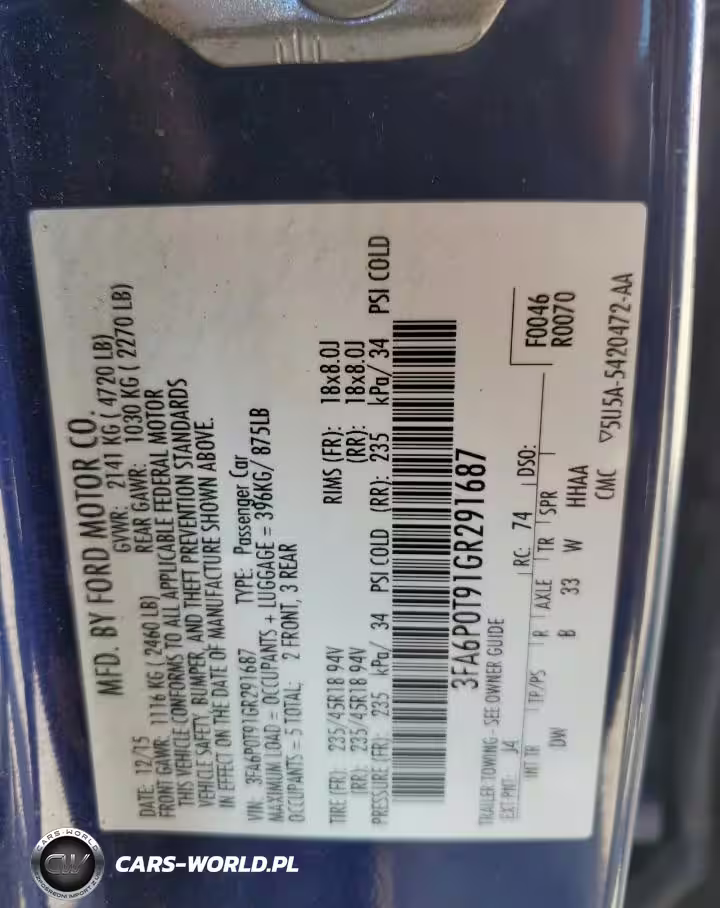 MFD. BY FORD MOTOR CO.
DATE: 12/15 GVWR: 2141 KG ( 4720 LB)
FRONT GAWR: 1116 KG ( 2460 LB) REAR GAWR: 1030 KG ( 2270 LB)
THIS VEHICLE CONFORMS TO ALL APPLICABLE FEDERAL MOTOR
VEHICLE SAFETY, BUMPER, AND THEFT PREVENTION STANDARDS
IN EFFECT ON THE DATE OF MANUFACTURE SHOWN ABOVE.
VIN: 3FA6P0T91GR291687 TYPE: Passenger Car
MAXIMUM LOAD = OCCUPANTS + LUGGAGE = 396KG/ 875LB
OCCUPANTS = 5 TOTAL: 2 FRONT, 3 REAR
TIRE (FR): 235/45R18 94V RIMS (FR): 18x8.0J
(RR): 235/45R18 94V (RR): 18x8.0J
PRESSURE (FR): 235 kPa/ 34 PSI COLD (RR): 235 kPa/ 34 PSI COLD
3FA6P0T91GR291687
TRAILER TOWING - SEE OWNER GUIDE
EXT PNT: J4 RC: 74 DSO: F0046
R0070
INT TR TP/PS R AXLE TR SPR
DW B 33 W HHAA
CMC ▽5U5A-5420472-AA
CARS-WORLD
CW
CARS-WORLD.PL